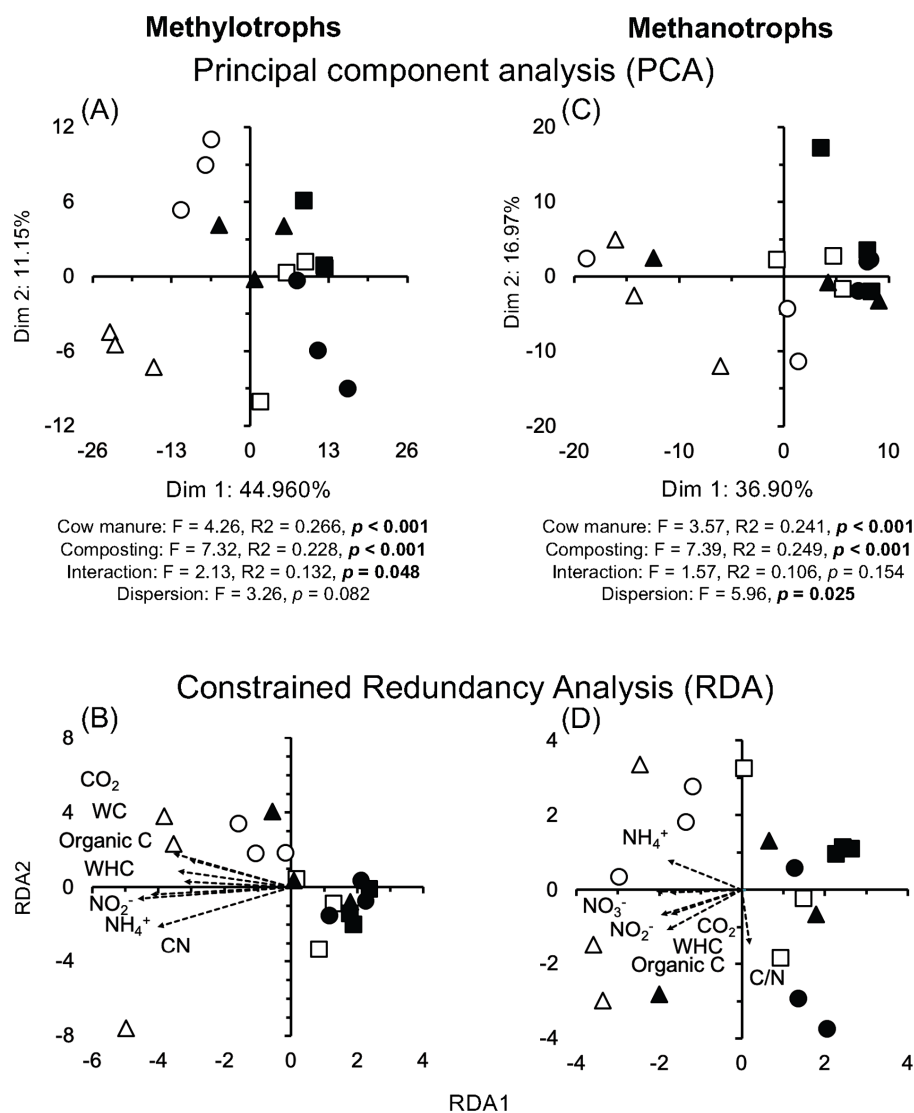 Methylotrophs
Methanotrophs
Principal component analysis (PCA)
(A)
12
6
0
-6
-12
-26
-13
0
13
26
Dim 2: 11.15%
Dim 1: 44.960%
Cow manure: F = 4.26, R2 = 0.266, p < 0.001
Composting: F = 7.32, R2 = 0.228, p < 0.001
Interaction: F = 2.13, R2 = 0.132, p = 0.048
Dispersion: F = 3.26, p = 0.082
(C)
20
10
0
-10
-20
-20
-10
0
10
Dim 2: 16.97%
Dim 1: 36.90%
Cow manure: F = 3.57, R2 = 0.241, p < 0.001
Composting: F = 7.39, R2 = 0.249, p < 0.001
Interaction: F = 1.57, R2 = 0.106, p = 0.154
Dispersion: F = 5.96, p = 0.025
Constrained Redundancy Analysis (RDA)
(B)
8
4
0
-4
-8
-6
-4
-2
0
2
4
RDA2
CO₂
WC
Organic C
WHC
NO₂⁻
NH₄⁺
CN
(D)
4
2
0
-2
-4
-4
-2
0
2
4
NH₄⁺
NO₃⁻
NO₂⁻
CO₂
WHC
Organic C
C/N
RDA1